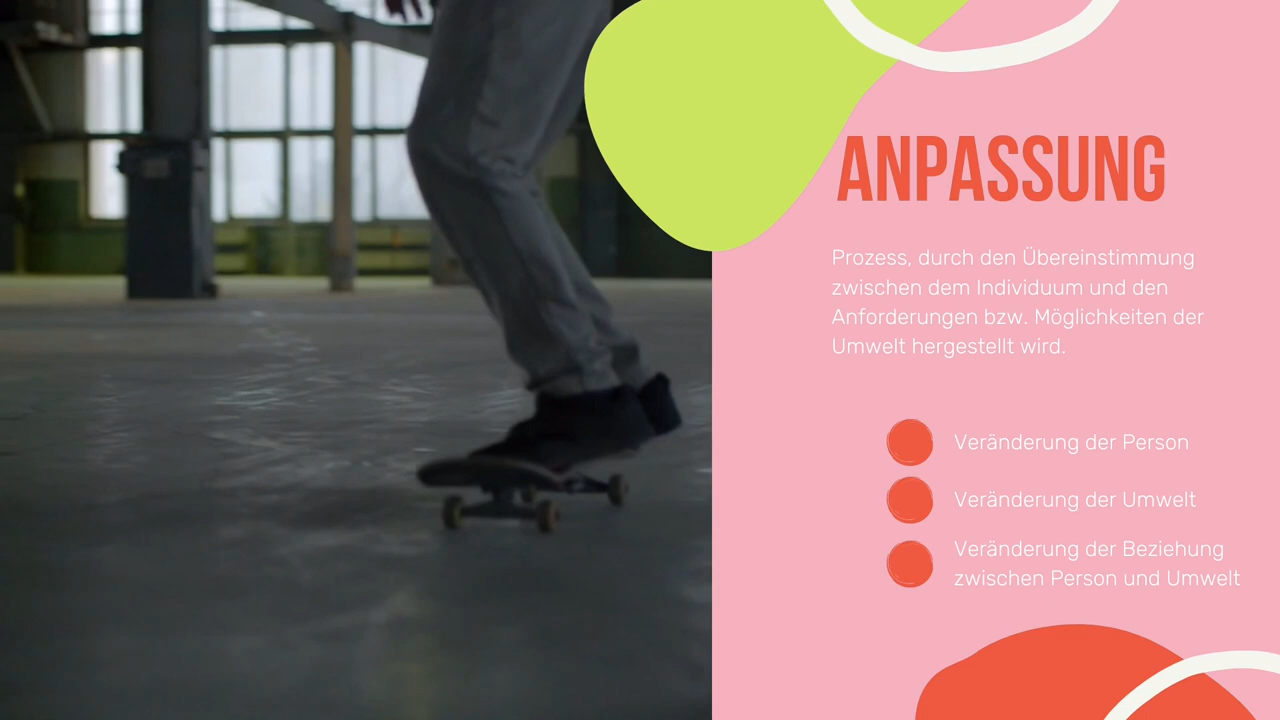 ANPASSUNG
Prozess, durch den Übereinstimmung
zwischen dem Individuum und den
Anforderungen bzw. Möglichkeiten der
Umwelt hergestellt wird.
Veränderung der Person
Veränderung der Umwelt
Veränderung der Beziehung
zwischen Person und Umwelt